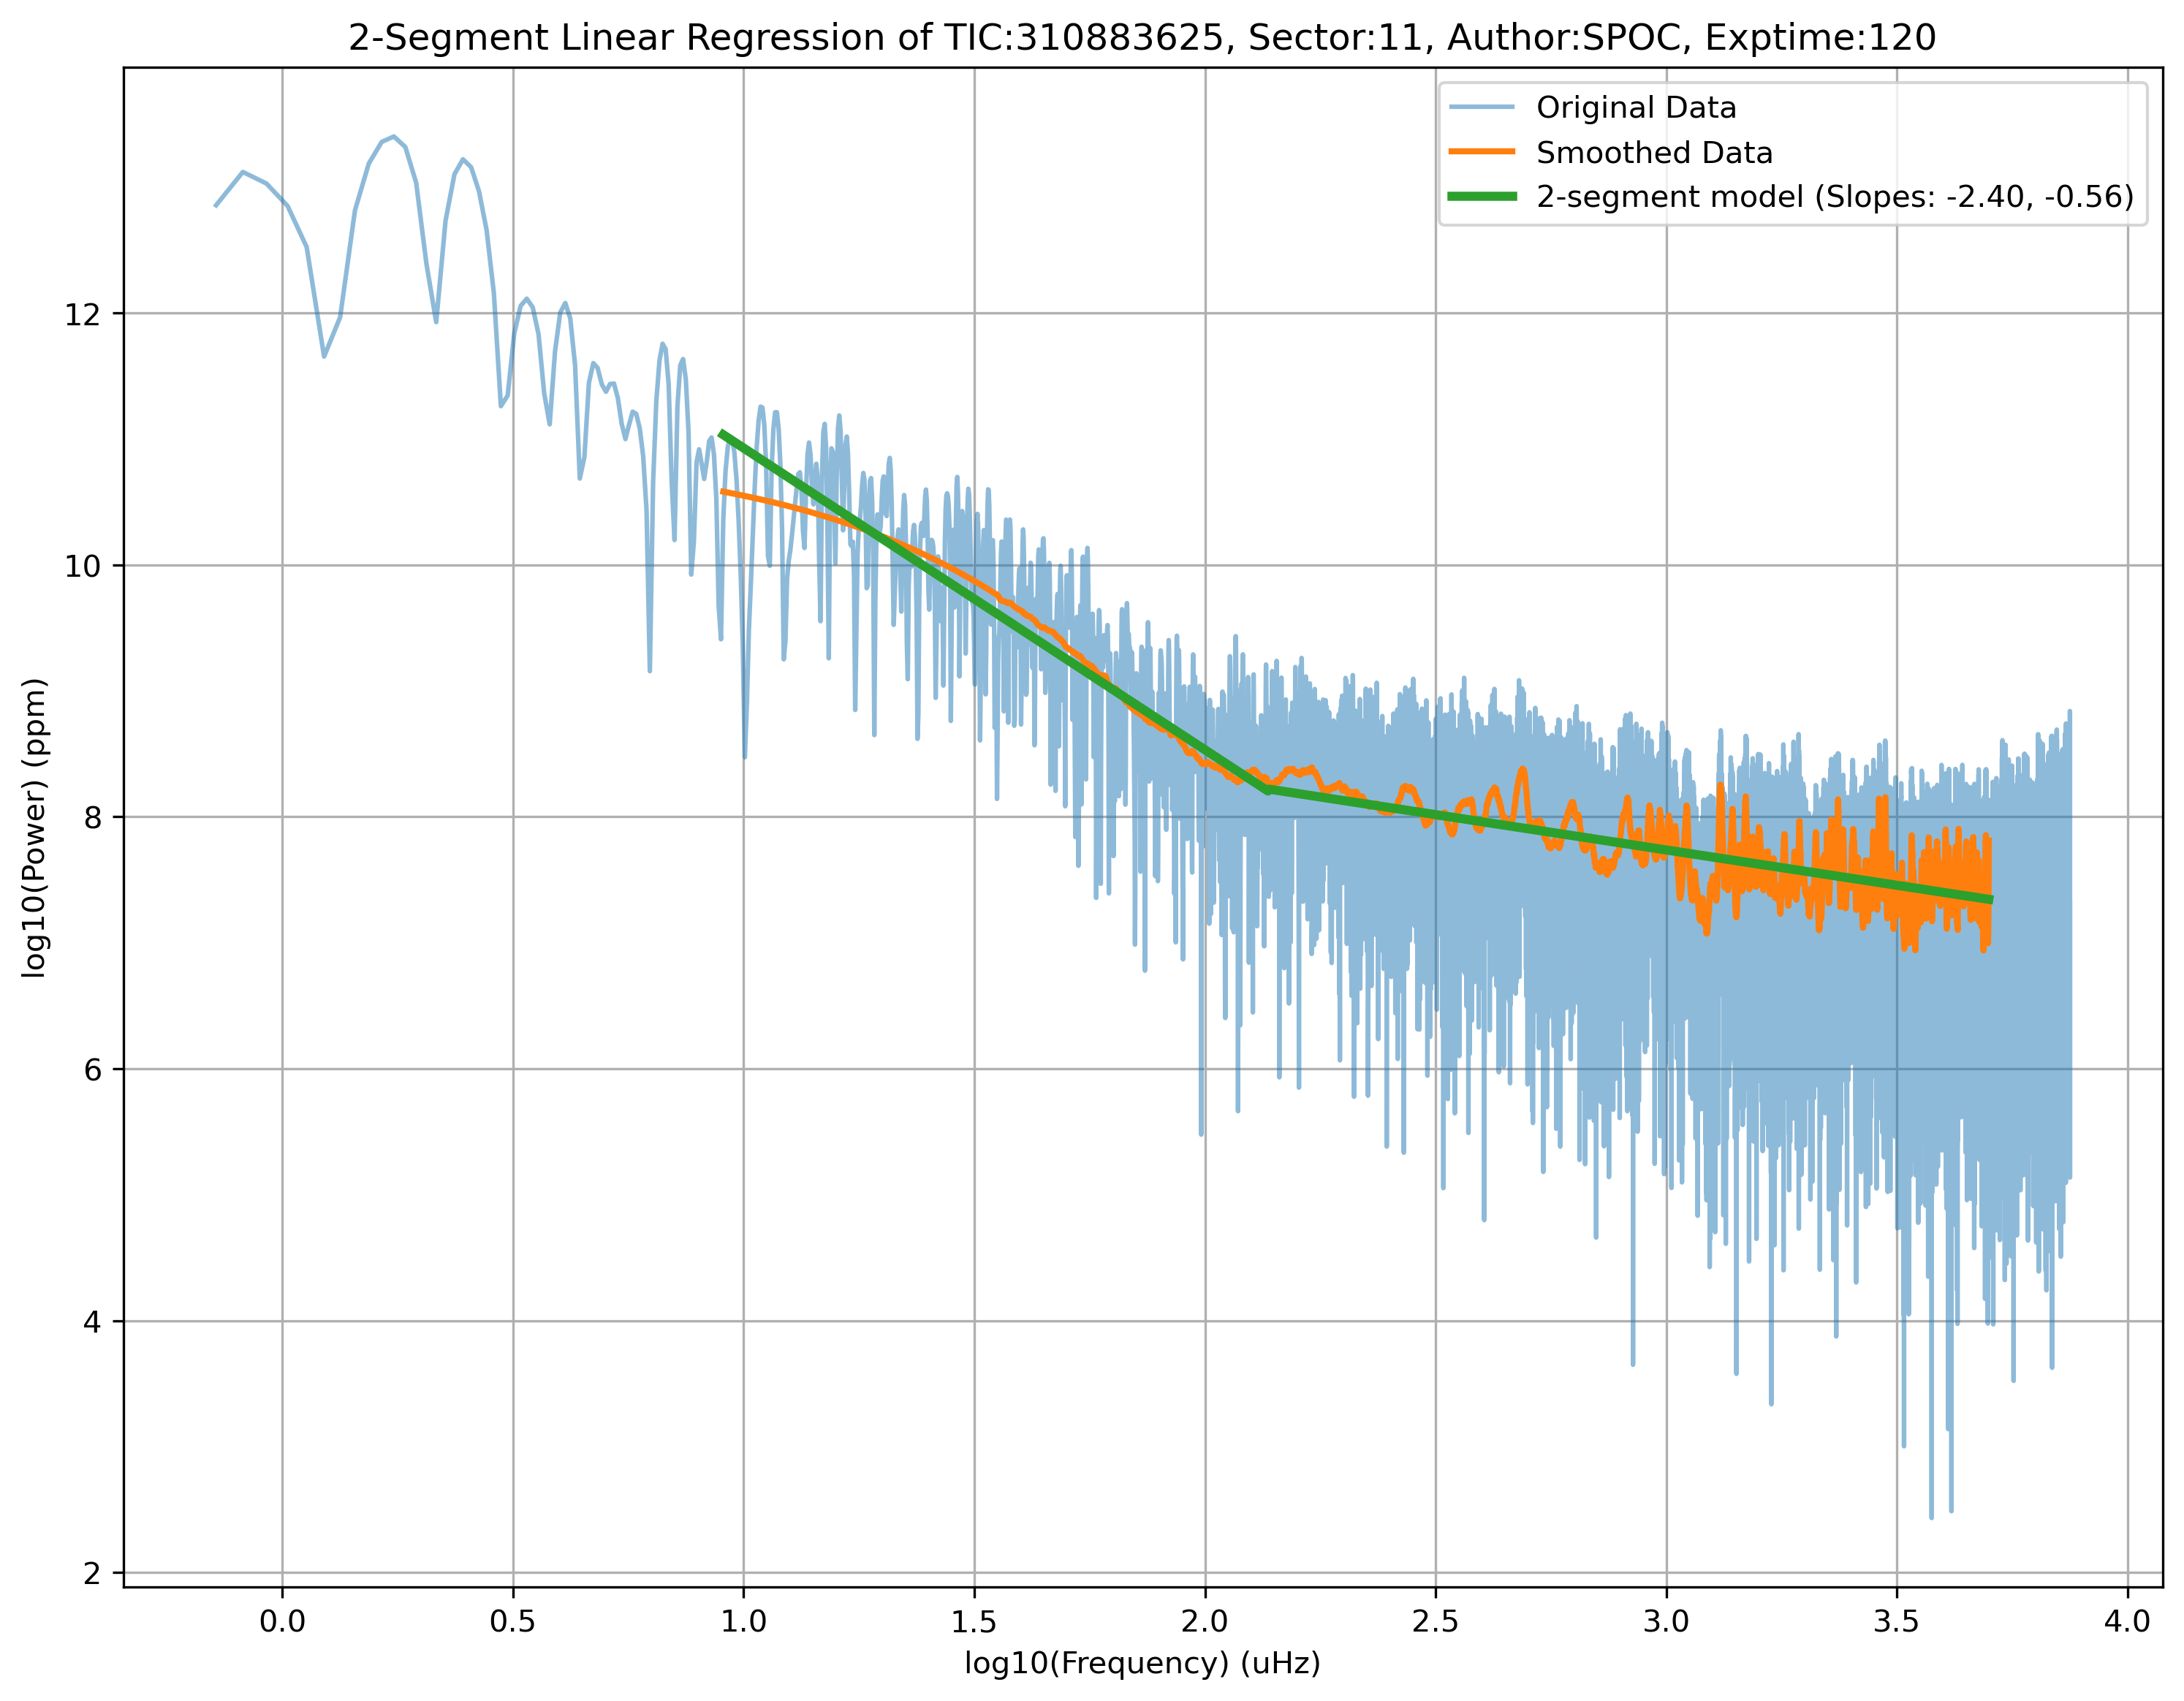 2-Segment Linear Regression of TIC:310883625, Sector:11, Author:SPOC, Exptime:120
Original Data
Smoothed Data
2-segment model (Slopes: -2.40, -0.56)
log10(Power) (ppm)
12
10
8
6
4
2
0.0 0.5 1.0 1.5 2.0 2.5 3.0 3.5 4.0
log10(Frequency) (uHz)